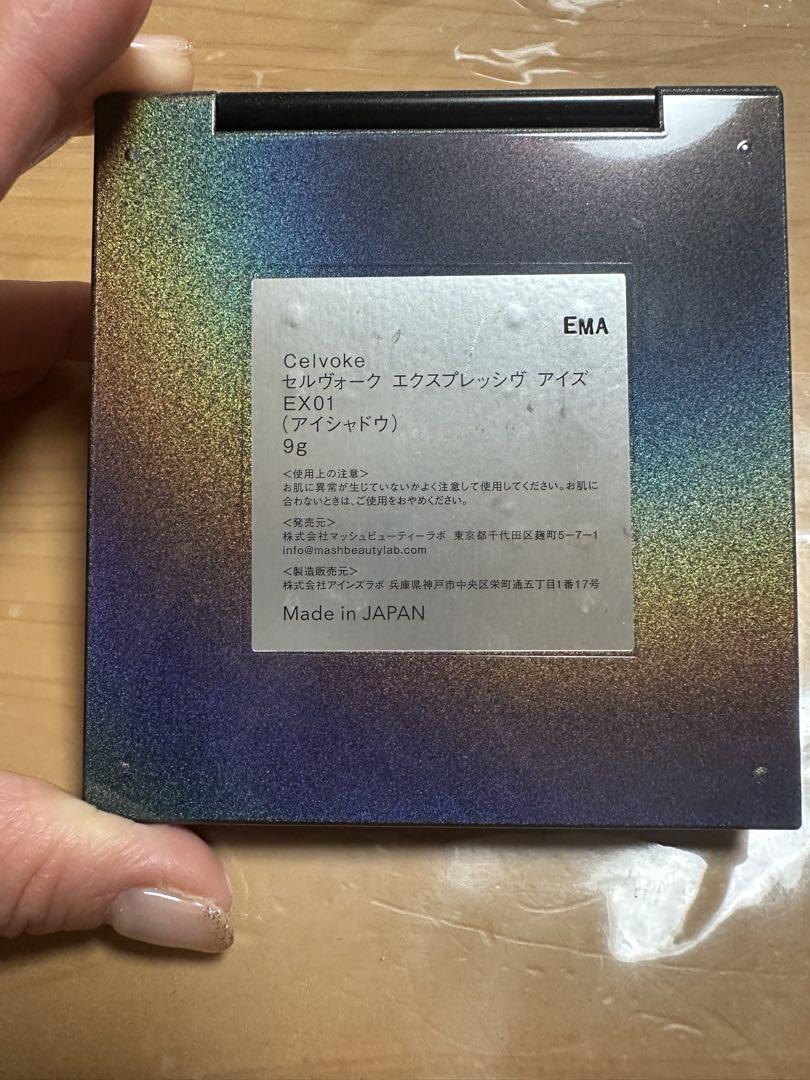 EMA
Celvoke
セルヴォーク エクスプレッシヴ アイズ
EX01
(アイシャドウ)
9g
<使用上の注意>
お肌に異常が生じていないかよく注意して使用してください。お肌に
合わないときは、ご使用をおやめください。
<発売元>
株式会社マッシュビューティーラボ 東京都千代田区麹町5-7-1
info@mashbeautylab.com
<製造販売元>
株式会社アインズラボ 兵庫県神戸市中央区栄町通五丁目1番17号
Made in JAPAN